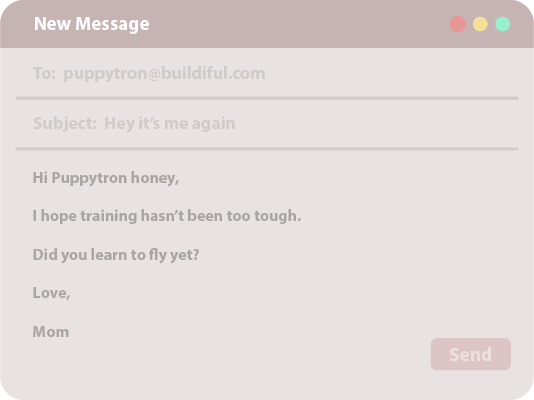 New Message
To: puppytron@buildiful.com
Subject: Hey it's me again
Hi Puppytron honey,
I hope training hasn't been too tough.
Did you learn to fly yet?
Love,
Mom
Send